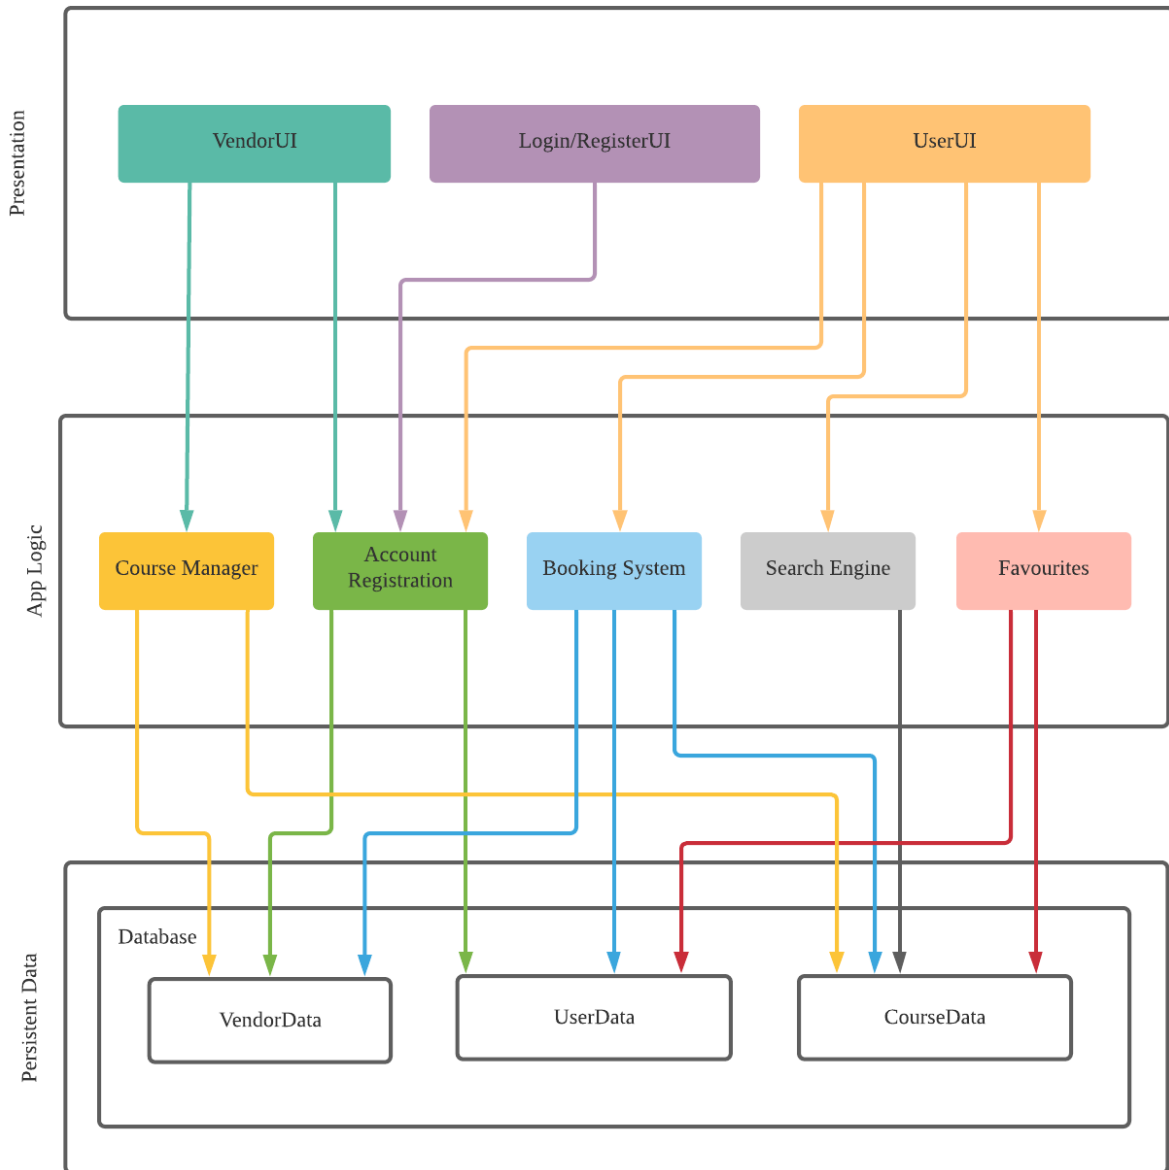 Presentation
VendorUI
Login/RegisterUI
UserUI
App Logic
Course Manager
Account
Registration
Booking System
Search Engine
Favourites
Persistent Data
Database
VendorData
UserData
CourseData